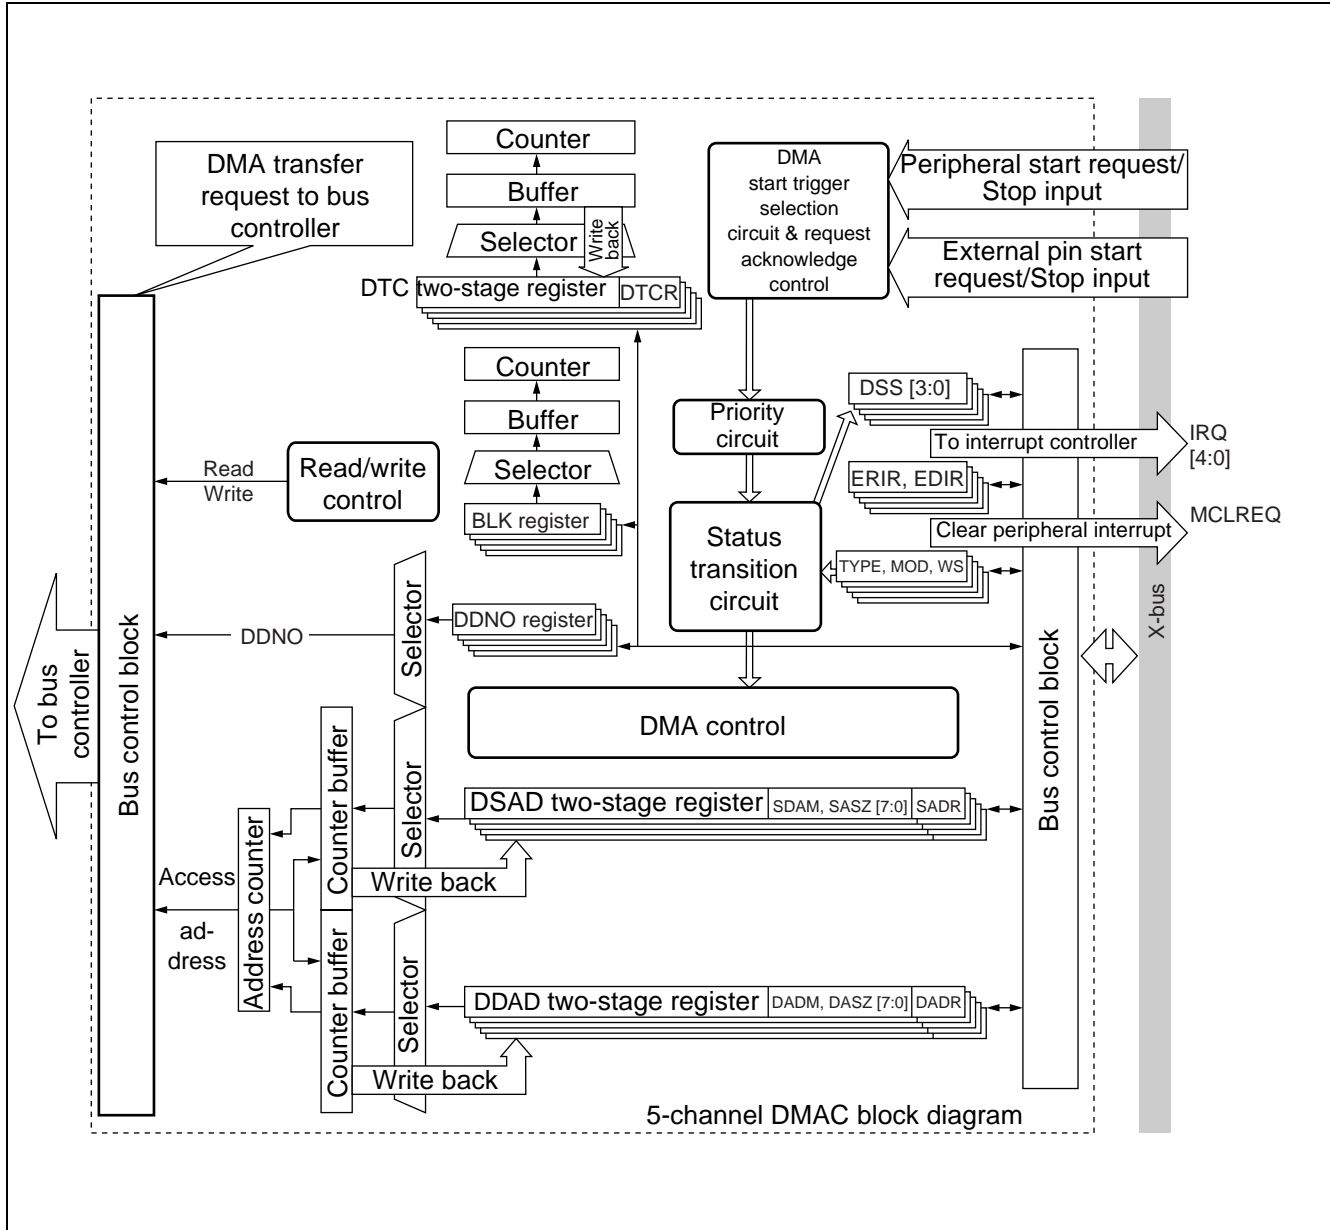 Counter
Buffer
Selector
Write
back
DTC two-stage register
DTCR
DMA transfer
request to bus
controller
DMA
start trigger
selection
circuit & request
acknowledge
control
Peripheral start request/
Stop input
External pin start
request/Stop input
Counter
Buffer
Selector
BLK register
Priority
circuit
DSS [3:0]
To interrupt controller
IRQ
[4:0]
ERIR, EDIR
Clear peripheral interrupt
MCLREQ
Read
Write
Read/write
control
Status
transition
circuit
TYPE, MOD, WS
X-bus
DDNO
Selector
DDNO register
To bus
controller
Bus control block
DMA control
Bus control block
Counter buffer
Selector
DSAD two-stage register
SDAM, SASZ [7:0]
SADR
Write back
Access
ad-
dress
Address counter
Counter buffer
Selector
DDAD two-stage register
DADM, DASZ [7:0]
DADR
Write back
5-channel DMAC block diagram